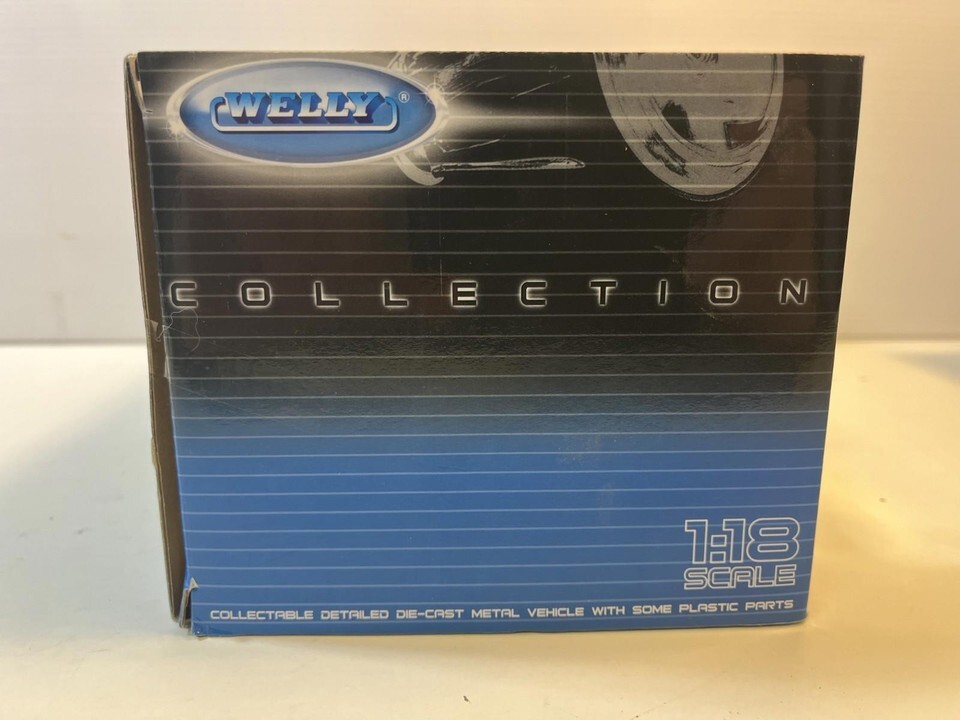 WELLY®
COLLECTION
1:18
SCALE
COLLECTABLE DETAILED DIE-CAST METAL VEHICLE WITH SOME PLASTIC PARTS